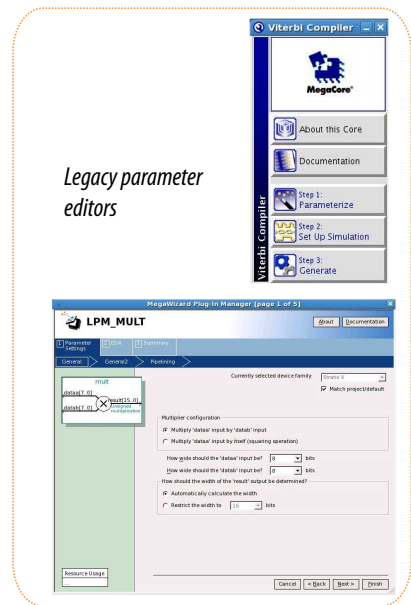 Viterbi Compiler
MegaCore®
About this Core
Documentation
Viterbi Compiler
Step 1:
Parameterize
Step 2:
Set Up Simulation
Step 3:
Generate
Legacy parameter
editors
MegaWizard Plug-In Manager [page 1 of 5]
LPM_MULT
About
Documentation
1 Parameter Settings
2 EDA
3 Summary
General
General2
Pipelining
Currently selected device family:
Stratix V
Match project/default
mult
dataa[7..0]
result[15..0]
datab[7..0]
Unsigned
multiplication
Multiplier configuration
Multiply 'dataa' input by 'datab' input
Multiply 'dataa' input by itself (squaring operation)
How wide should the 'dataa' input be? 8 bits
How wide should the 'datab' input be? 8 bits
How should the width of the 'result' output be determined?
Automatically calculate the width
Restrict the width to 16 bits
Resource Usage
...
Cancel
< Back
Next >
Finish